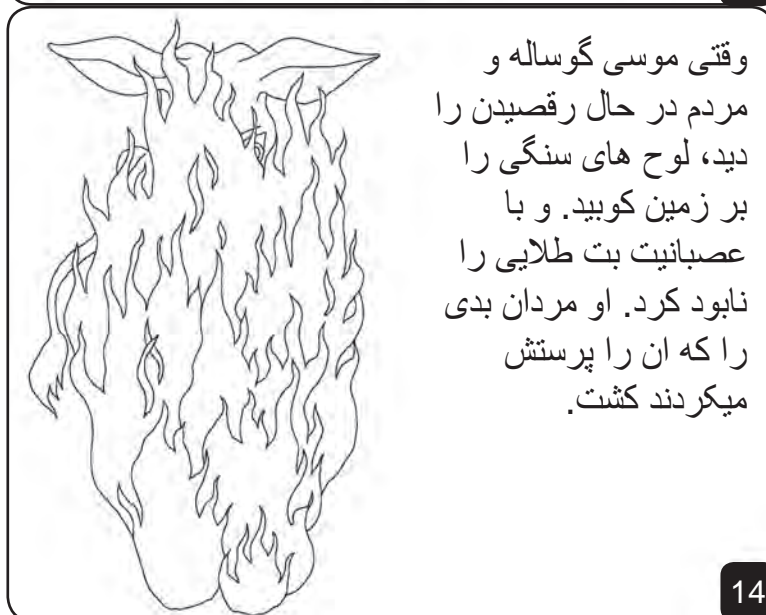 وقتی موسی گوساله و
مردم در حال رقصیدن را
دید، لوح های سنگی را
بر زمین کوبید. و با
عصبانیت بت طلایی را
نابود کرد. او مردان بدی
را که ان را پرستش
میکردند کشت.
14